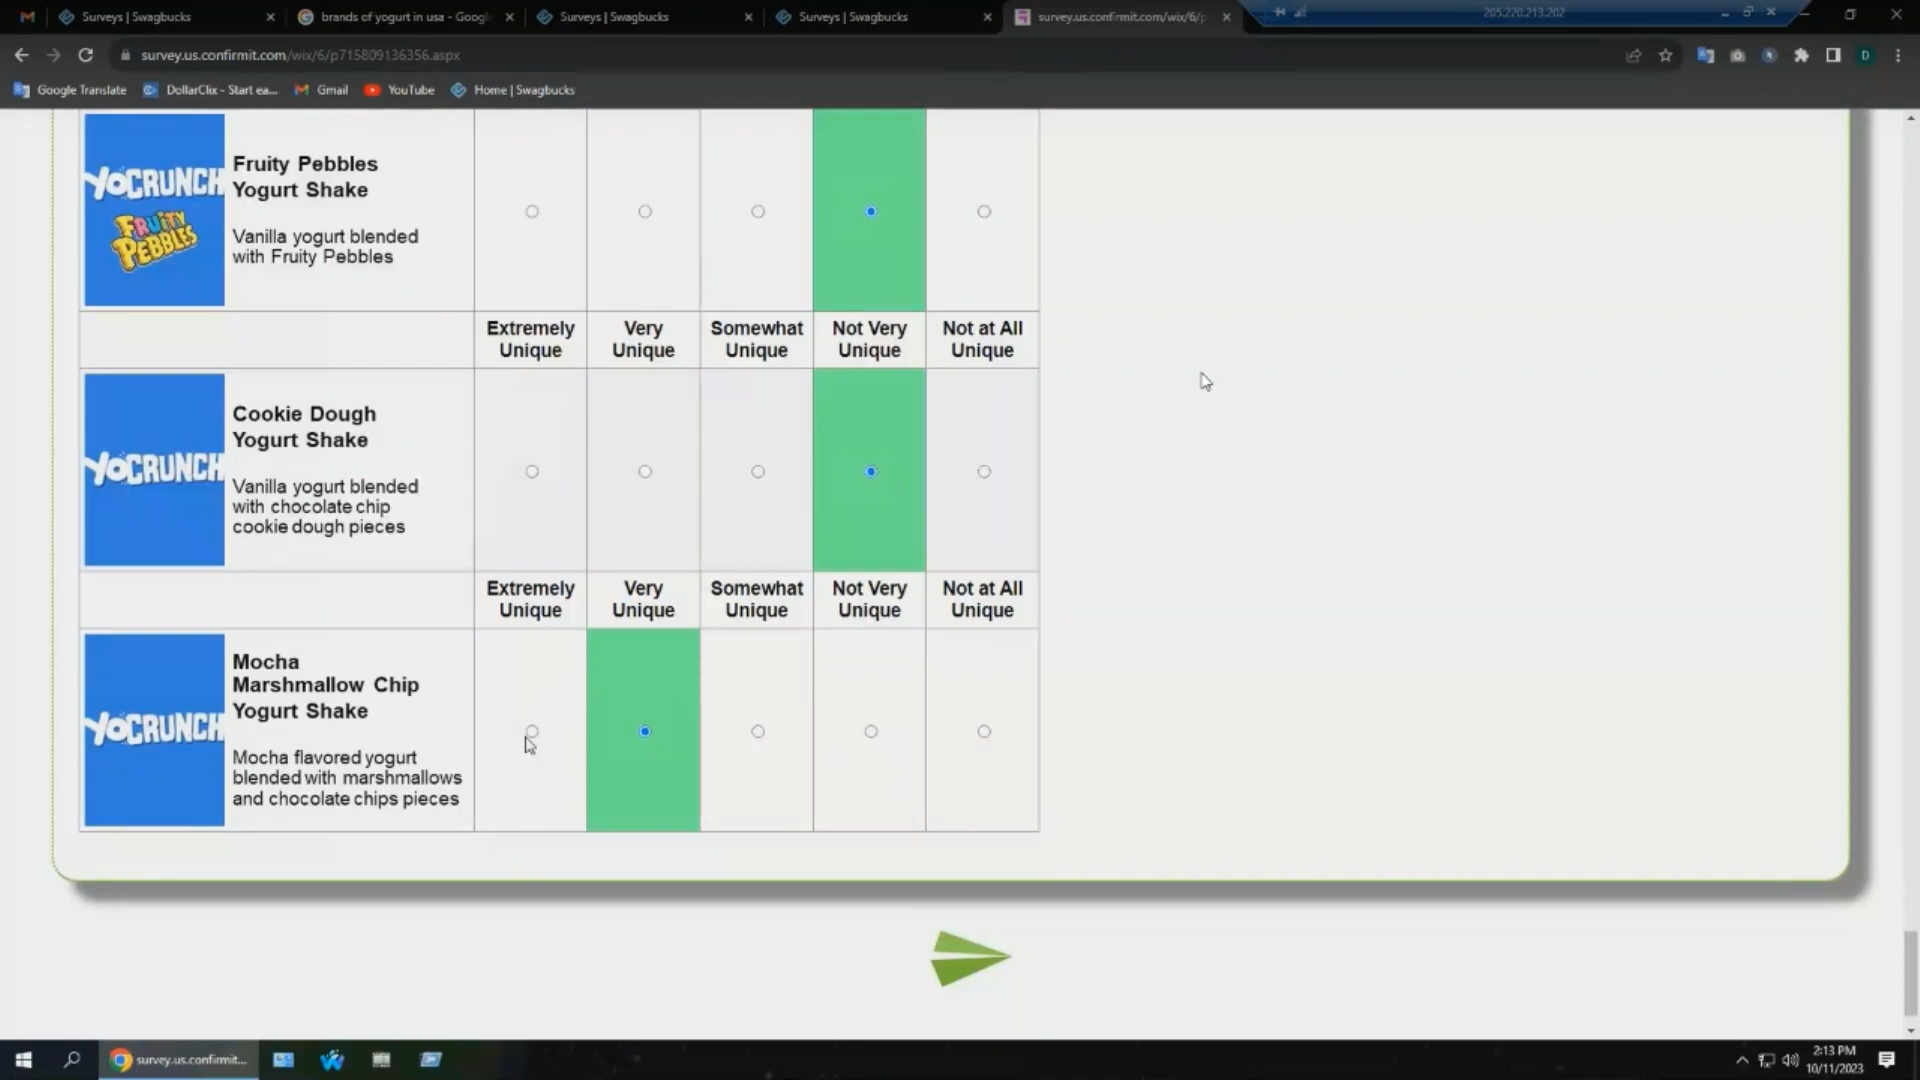 Surveys | Swagbucks
brands of yogurt in usa - Googl
Surveys | Swagbucks
Surveys | Swagbucks
survey.us.confirmit.com/wix/6/p
205.220.213.202
survey.us.confirmit.com/wix/6/p715809136356.aspx
D
Google Translate
DollarClix - Start ea...
Gmail
YouTube
Home | Swagbucks
YOCRUNCH
FRUITY
PEBBLES
Fruity Pebbles
Yogurt Shake
Vanilla yogurt blended
with Fruity Pebbles
Extremely Unique
Very Unique
Somewhat Unique
Not Very Unique
Not at All Unique
YOCRUNCH
Cookie Dough
Yogurt Shake
Vanilla yogurt blended
with chocolate chip
cookie dough pieces
Extremely Unique
Very Unique
Somewhat Unique
Not Very Unique
Not at All Unique
YOCRUNCH
Mocha
Marshmallow Chip
Yogurt Shake
Mocha flavored yogurt
blended with marshmallows
and chocolate chips pieces
survey.us.confirmit...
2:13 PM
10/11/2023